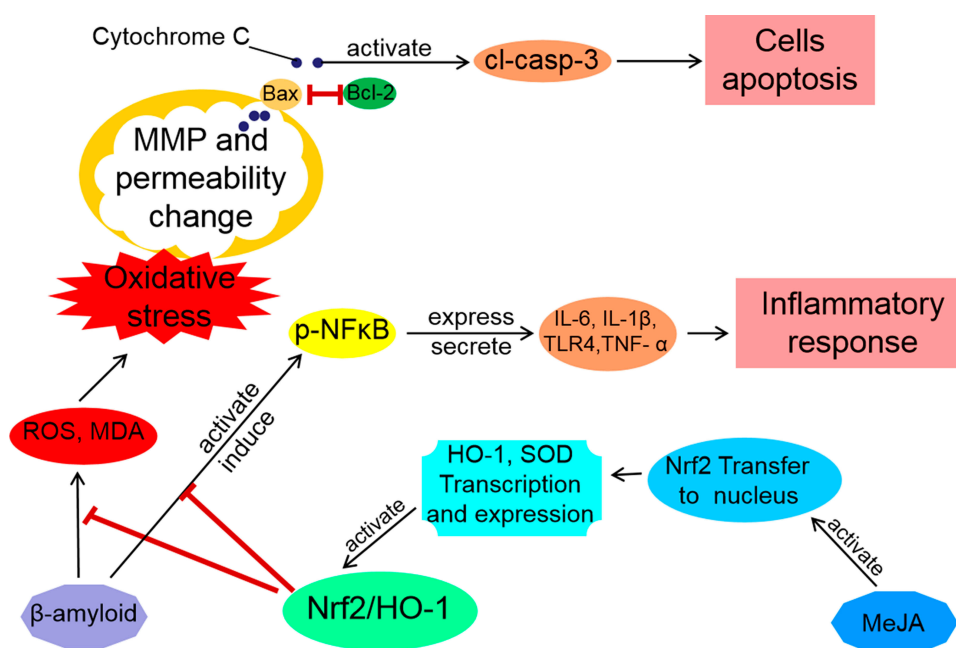 Cytochrome C
activate
cl-casp-3
Cells
apoptosis
Bax
Bcl-2
MMP and
permeability
change
Oxidative
stress
p-NFκB
express
secrete
IL-6, IL-1β,
TLR4,TNF- α
Inflammatory
response
activate
induce
ROS, MDA
HO-1, SOD
Transcription
and expression
Nrf2 Transfer
to nucleus
activate
activate
β-amyloid
Nrf2/HO-1
MeJA